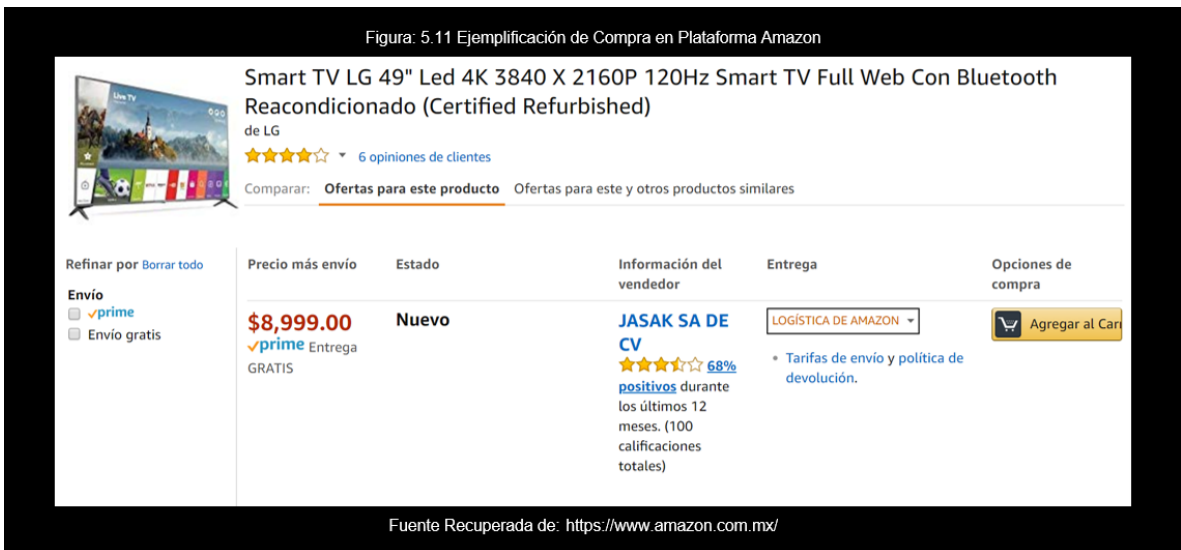 Figura: 5.11 Ejemplificación de Compra en Plataforma Amazon
Smart TV LG 49" Led 4K 3840 X 2160P 120Hz Smart TV Full Web Con Bluetooth
Reacondicionado (Certified Refurbished)
de LG
6 opiniones de clientes
Comparar: Ofertas para este producto Ofertas para este y otros productos similares
Live TV
Refinar por Borrar todo
Envío
prime
Envío gratis
Precio más envío
Estado
Información del
vendedor
Entrega
Opciones de
compra
$8,999.00
prime Entrega
GRATIS
Nuevo
JASAK SA DE
CV
68%
positivos durante
los últimos 12
meses. (100
calificaciones
totales)
LOGÍSTICA DE AMAZON
• Tarifas de envío y política de
devolución.
Agregar al Carr
Fuente Recuperada de: https://www.amazon.com.mx/